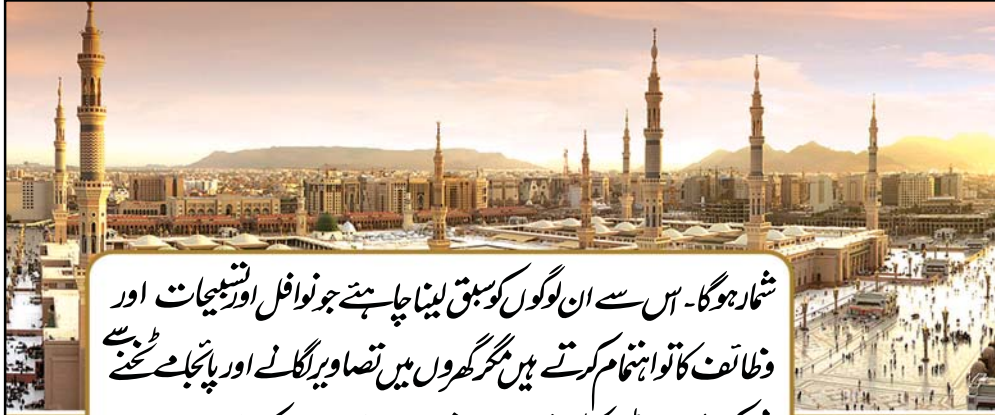 شمار ہوگا۔ اس سے ان لوگوں کو سبق لینا چاہئے جو نوافل اور تسبیحات اور
وظائف کا تو اہتمام کرتے ہیں مگر گھروں میں تصاویر لگانے اور پائجامے ٹخنے سے